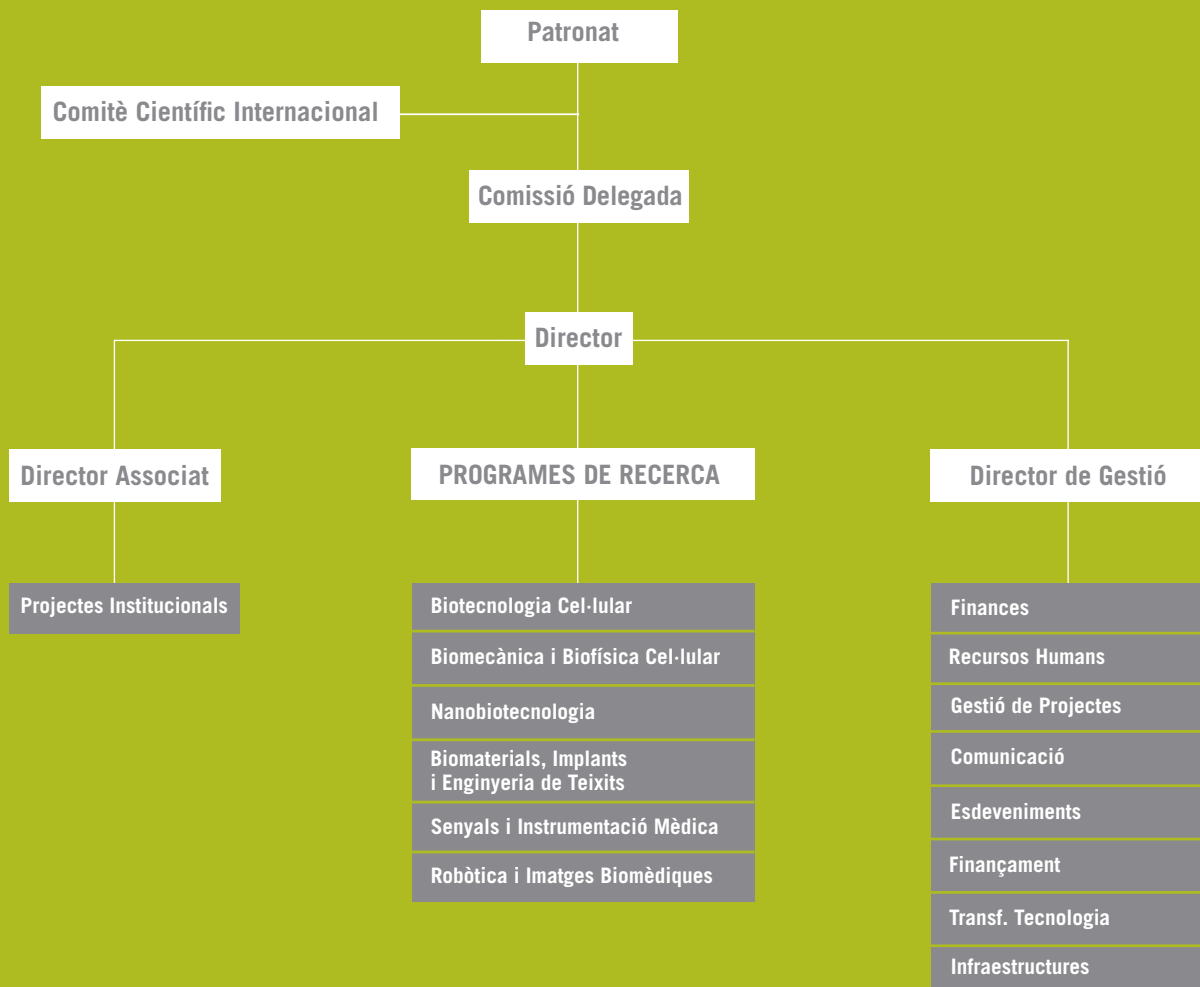 Patronat
Comitè Científic Internacional
Comissió Delegada
Director
Director Associat
PROGRAMES DE RECERCA
Director de Gestió
Projectes Institucionals
Biotecnologia Cel·lular
Biomecànica i Biofísica Cel·lular
Nanobiotecnologia
Biomaterials, Implants
i Enginyeria de Teixits
Senyals i Instrumentació Mèdica
Robòtica i Imatges Biomèdiques
Finances
Recursos Humans
Gestió de Projectes
Comunicació
Esdeveniments
Finançament
Transf. Tecnologia
Infraestructures